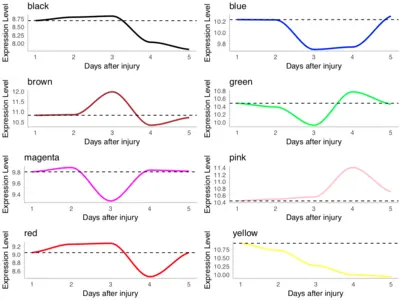 black
Expression Level
8.75
8.50
8.25
8.00
1 2 3 4 5
Days after injury
blue
Expression Level
10.2
10.0
9.8
1 2 3 4 5
Days after injury
brown
Expression Level
12.0
11.5
11.0
10.5
1 2 3 4 5
Days after injury
green
Expression Level
10.8
10.6
10.4
10.2
10.0
1 2 3 4 5
Days after injury
magenta
Expression Level
9.8
9.6
9.4
1 2 3 4 5
Days after injury
pink
Expression Level
11.4
11.2
11.0
10.8
10.6
10.4
1 2 3 4 5
Days after injury
red
Expression Level
9.2
9.0
8.8
8.6
1 2 3 4 5
Days after injury
yellow
Expression Level
10.75
10.50
10.25
10.00
1 2 3 4 5
Days after injury